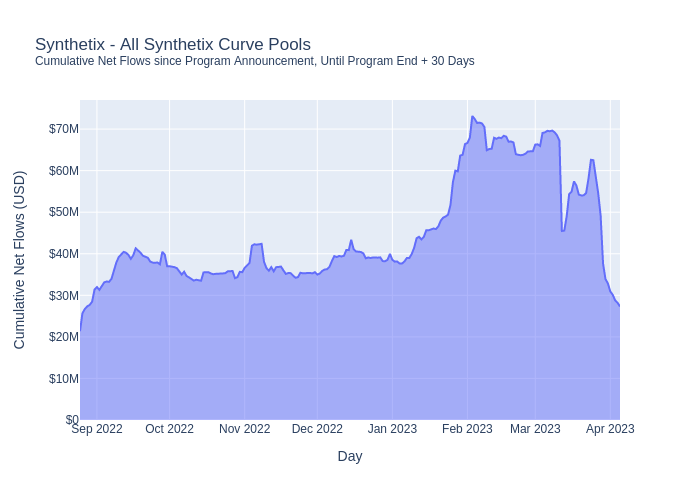 Synthetix - All Synthetix Curve Pools
Cumulative Net Flows since Program Announcement, Until Program End + 30 Days
Cumulative Net Flows (USD)
$70M
$60M
$50M
$40M
$30M
$20M
$10M
$0
Sep 2022 Oct 2022 Nov 2022 Dec 2022 Jan 2023 Feb 2023 Mar 2023 Apr 2023
Day